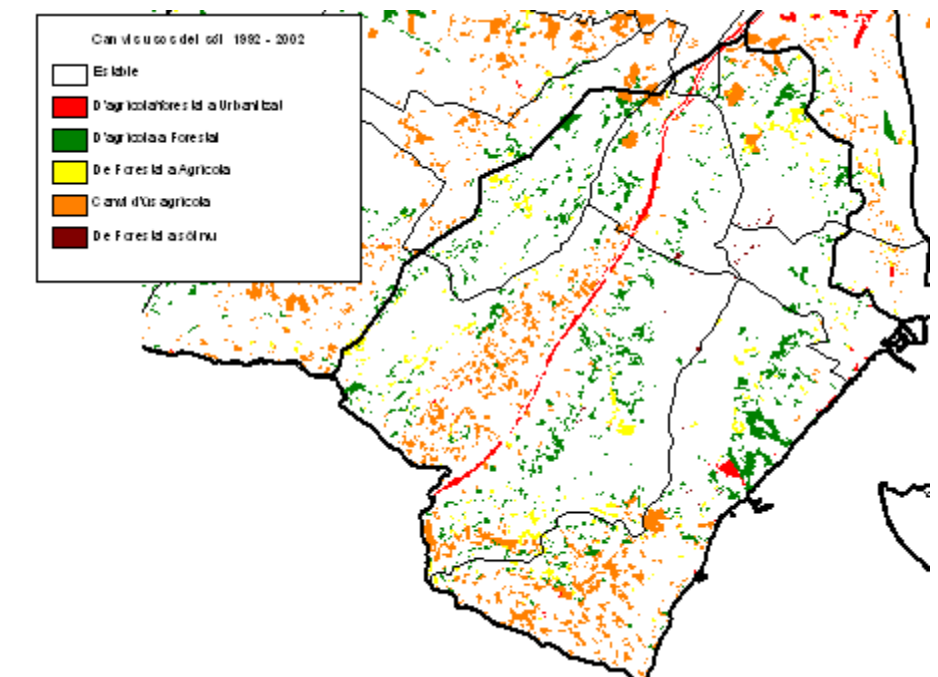 Canvis usos del sòl 1992 - 2002
Estable
D'agrícola/forestal a Urbanitzat
D'agrícola a Forestal
De Forestal a Agrícola
Canvi d'ús agrícola
De Forestal a sòl nu